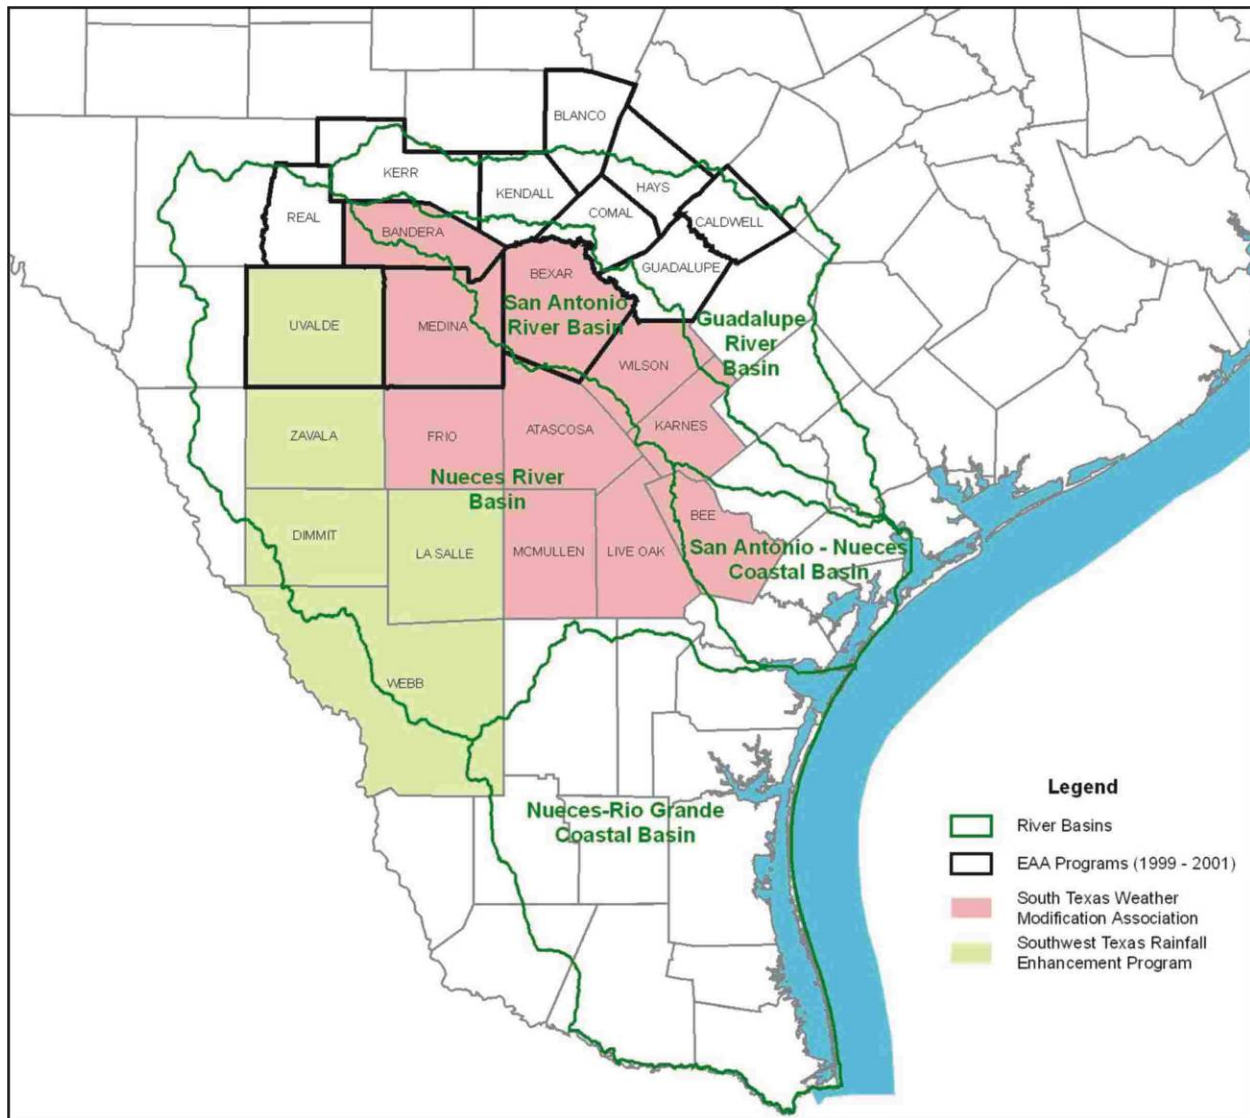 BLANCO
KERR
KENDALL
HAYS
REAL
COMAL
CALDWELL
BANDERA
BEXAR
GUADALUPE
San Antonio
River Basin
UVALDE
MEDINA
Guadalupe
River
Basin
WILSON
ZAVALA
FRIO
ATASCOSA
KARNES
Nueces River
Basin
BEE
DIMMIT
LA SALLE
MCMULLEN
LIVE OAK
San Antonio - Nueces
Coastal Basin
WEBB
Nueces-Rio Grande
Coastal Basin
Legend
River Basins
EAA Programs (1999 - 2001)
South Texas Weather
Modification Association
Southwest Texas Rainfall
Enhancement Program